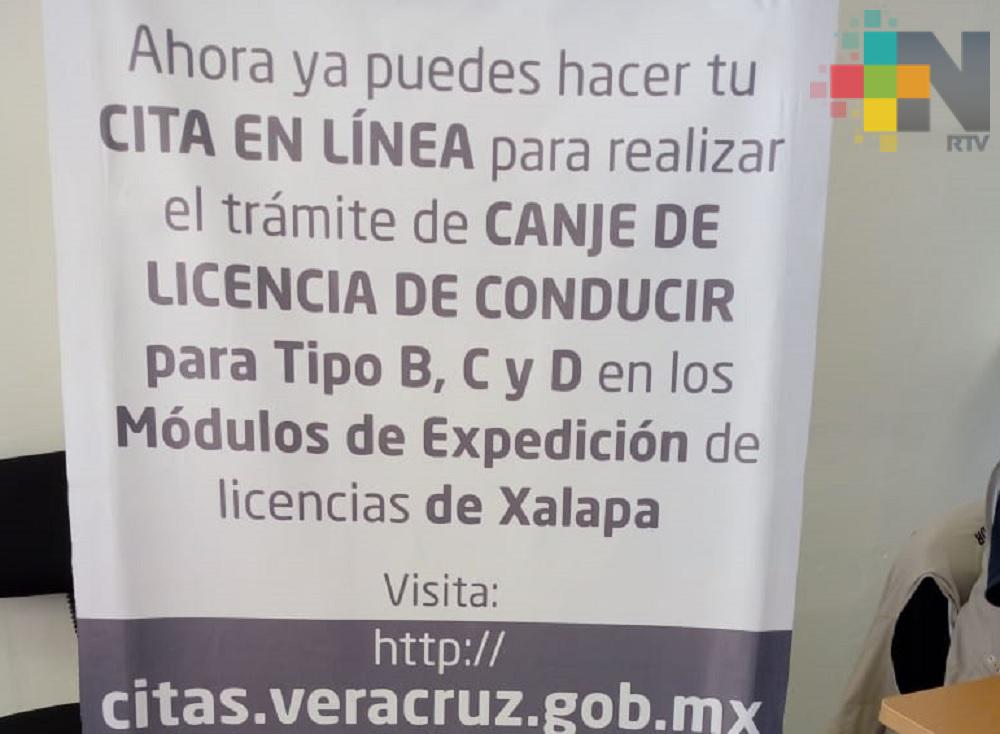 Ahora ya puedes hacer tu
CITA EN LÍNEA para realizar
el trámite de CANJE DE
LICENCIA DE CONDUCIR
para Tipo B, C y D en los
Módulos de Expedición de
licencias de Xalapa
Visita:
http://
citas.veracruz.gob.mx
N
RTV